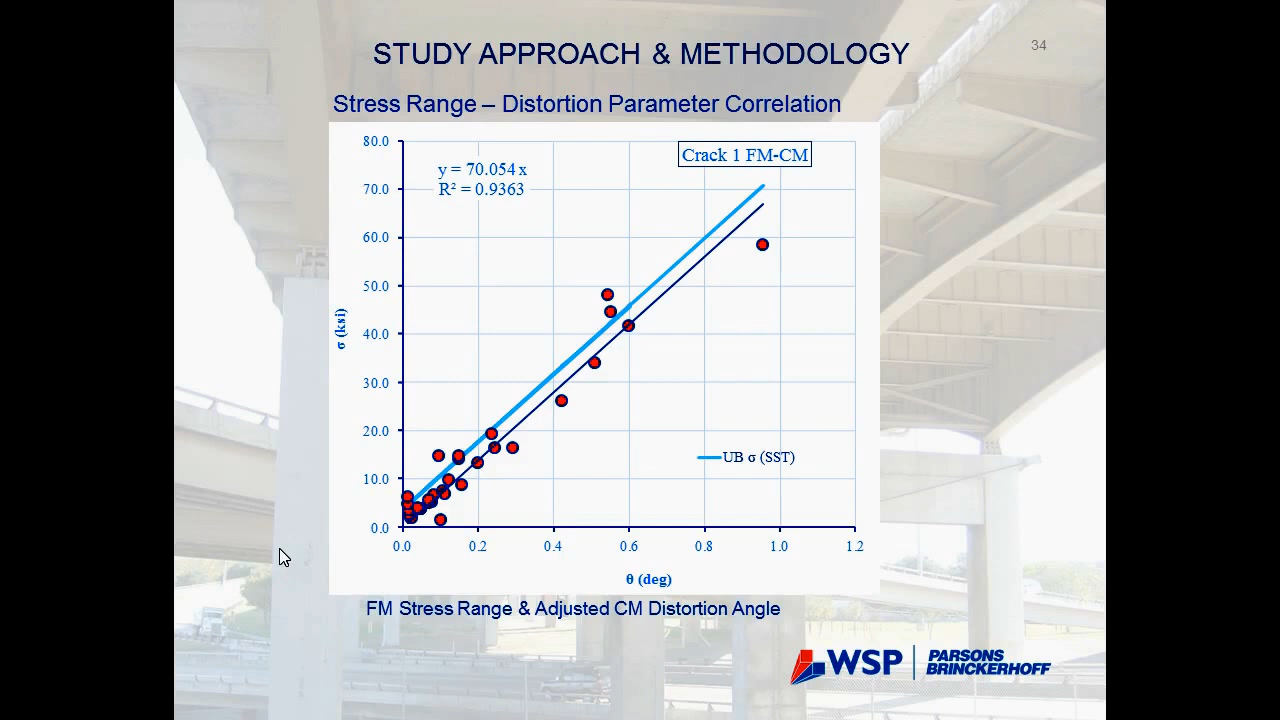 34
STUDY APPROACH & METHODOLOGY
Stress Range – Distortion Parameter Correlation
80.0
70.0
60.0
50.0
40.0
30.0
20.0
10.0
0.0
σ (ksi)
y = 70.054x
R² = 0.9363
Crack 1 FM-CM
UB σ (SST)
0.0 0.2 0.4 0.6 0.8 1.0 1.2
θ (deg)
FM Stress Range & Adjusted CM Distortion Angle
WSP
PARSONS
BRINCKERHOFF